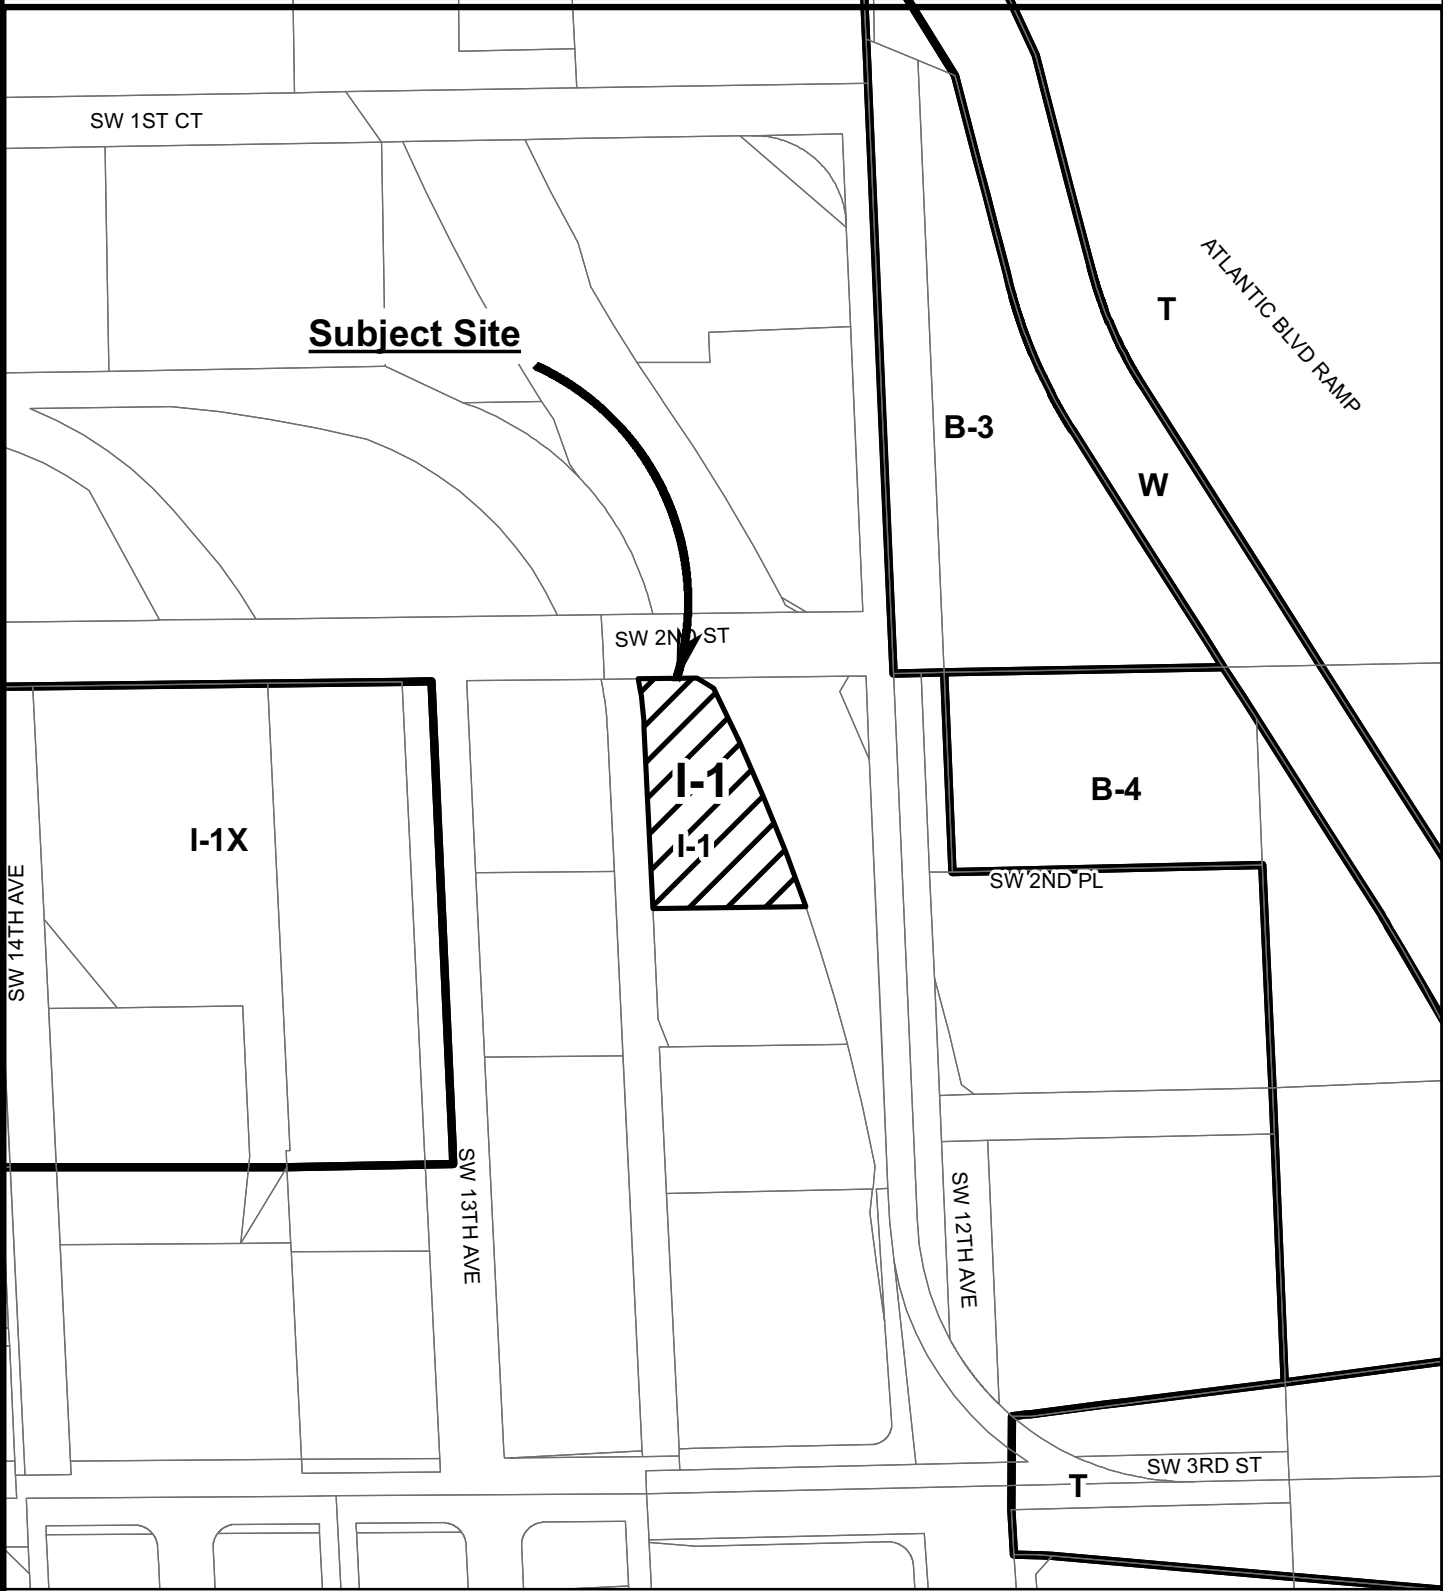 SW 1ST CT
ATLANTIC BLVD RAMP
T
Subject Site
B-3
W
SW 2ND ST
I-1
I-1
B-4
I-1X
SW 2ND PL
SW 14TH AVE
SW 13TH AVE
SW 12TH AVE
SW 3RD ST
T